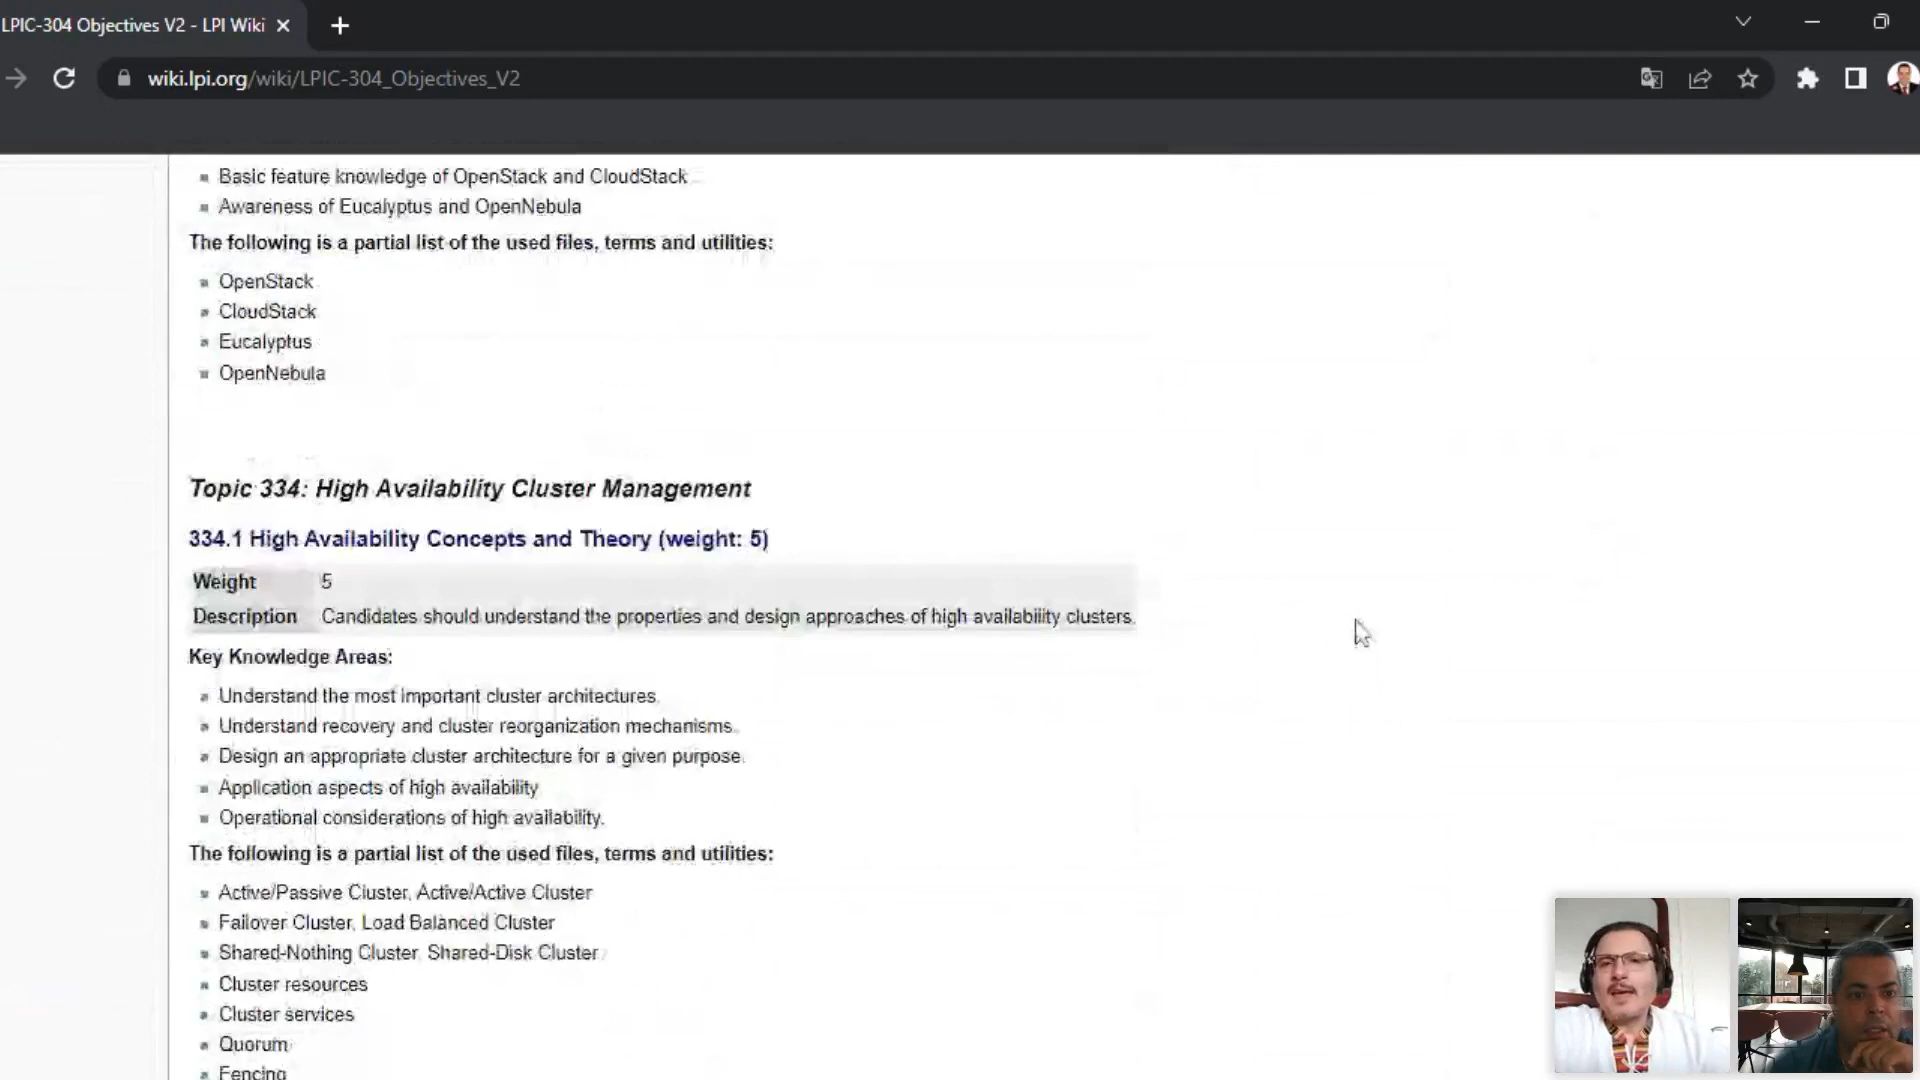 LPIC-304 Objectives V2 - LPI Wiki
wiki.lpi.org/wiki/LPIC-304_Objectives_V2
Basic feature knowledge of OpenStack and CloudStack
Awareness of Eucalyptus and OpenNebula
The following is a partial list of the used files, terms and utilities:
OpenStack
CloudStack
Eucalyptus
OpenNebula
Topic 334: High Availability Cluster Management
334.1 High Availability Concepts and Theory (weight: 5)
Weight 5
Description Candidates should understand the properties and design approaches of high availability clusters.
Key Knowledge Areas:
Understand the most important cluster architectures.
Understand recovery and cluster reorganization mechanisms.
Design an appropriate cluster architecture for a given purpose.
Application aspects of high availability
Operational considerations of high availability.
The following is a partial list of the used files, terms and utilities:
Active/Passive Cluster, Active/Active Cluster
Failover Cluster, Load Balanced Cluster
Shared-Nothing Cluster, Shared-Disk Cluster
Cluster resources
Cluster services
Quorum
Fencing